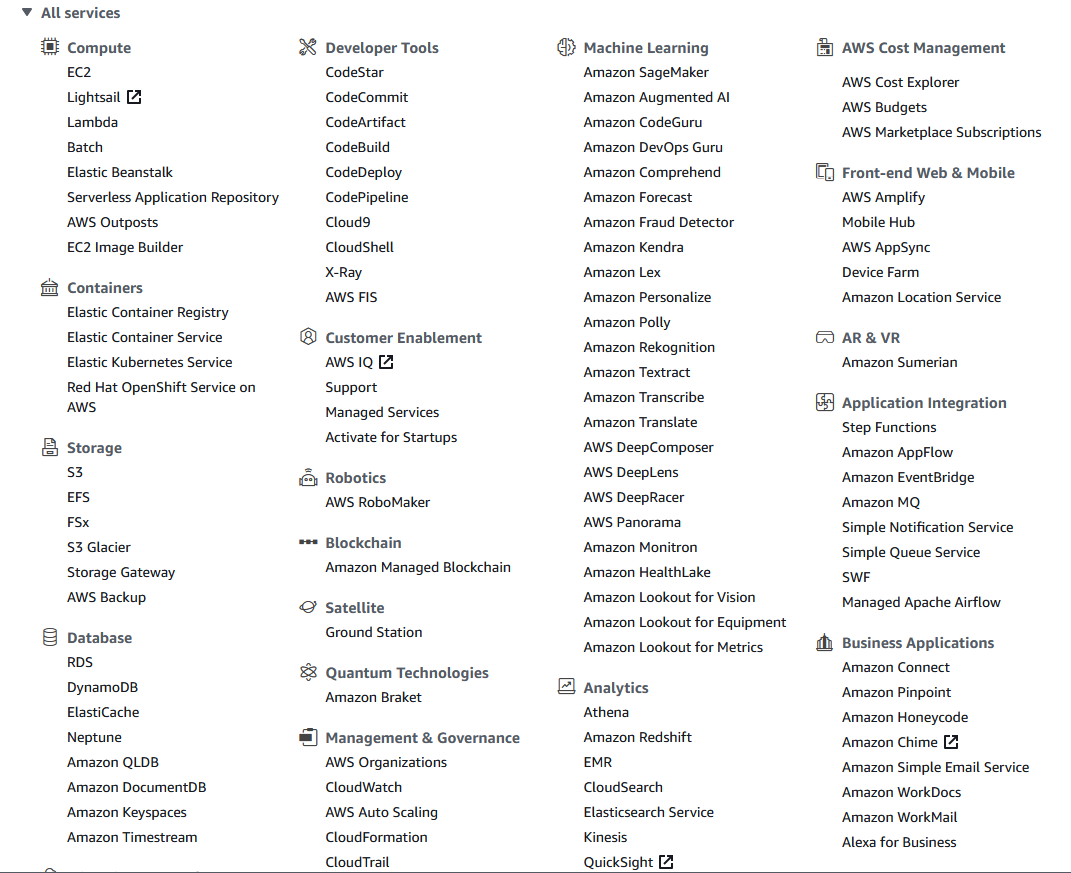 All services
Compute
EC2
Lightsail
Lambda
Batch
Elastic Beanstalk
Serverless Application Repository
AWS Outposts
EC2 Image Builder
Containers
Elastic Container Registry
Elastic Container Service
Elastic Kubernetes Service
Red Hat OpenShift Service on
AWS
Storage
S3
EFS
FSx
S3 Glacier
Storage Gateway
AWS Backup
Database
RDS
DynamoDB
ElastiCache
Neptune
Amazon QLDB
Amazon DocumentDB
Amazon Keyspaces
Amazon Timestream
Developer Tools
CodeStar
CodeCommit
CodeArtifact
CodeBuild
CodeDeploy
CodePipeline
Cloud9
CloudShell
X-Ray
AWS FIS
Customer Enablement
AWS IQ
Support
Managed Services
Activate for Startups
Robotics
AWS RoboMaker
Blockchain
Amazon Managed Blockchain
Satellite
Ground Station
Quantum Technologies
Amazon Braket
Management & Governance
AWS Organizations
CloudWatch
AWS Auto Scaling
CloudFormation
CloudTrail
Machine Learning
Amazon SageMaker
Amazon Augmented AI
Amazon CodeGuru
Amazon DevOps Guru
Amazon Comprehend
Amazon Forecast
Amazon Fraud Detector
Amazon Kendra
Amazon Lex
Amazon Personalize
Amazon Polly
Amazon Rekognition
Amazon Textract
Amazon Transcribe
Amazon Translate
AWS DeepComposer
AWS DeepLens
AWS DeepRacer
AWS Panorama
Amazon Monitron
Amazon HealthLake
Amazon Lookout for Vision
Amazon Lookout for Equipment
Amazon Lookout for Metrics
Analytics
Athena
Amazon Redshift
EMR
CloudSearch
Elasticsearch Service
Kinesis
QuickSight
AWS Cost Management
AWS Cost Explorer
AWS Budgets
AWS Marketplace Subscriptions
Front-end Web & Mobile
AWS Amplify
Mobile Hub
AWS AppSync
Device Farm
Amazon Location Service
AR & VR
Amazon Sumerian
Application Integration
Step Functions
Amazon AppFlow
Amazon EventBridge
Amazon MQ
Simple Notification Service
Simple Queue Service
SWF
Managed Apache Airflow
Business Applications
Amazon Connect
Amazon Pinpoint
Amazon Honeycode
Amazon Chime
Amazon Simple Email Service
Amazon WorkDocs
Amazon WorkMail
Alexa for Business